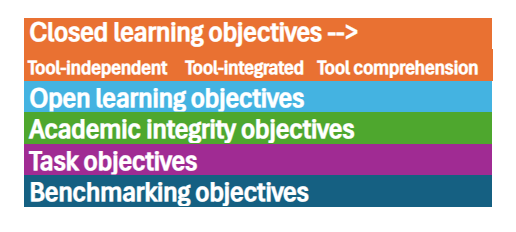 Closed learning objectives -->
Tool-independent Tool-integrated Tool comprehension
Open learning objectives
Academic integrity objectives
Task objectives
Benchmarking objectives